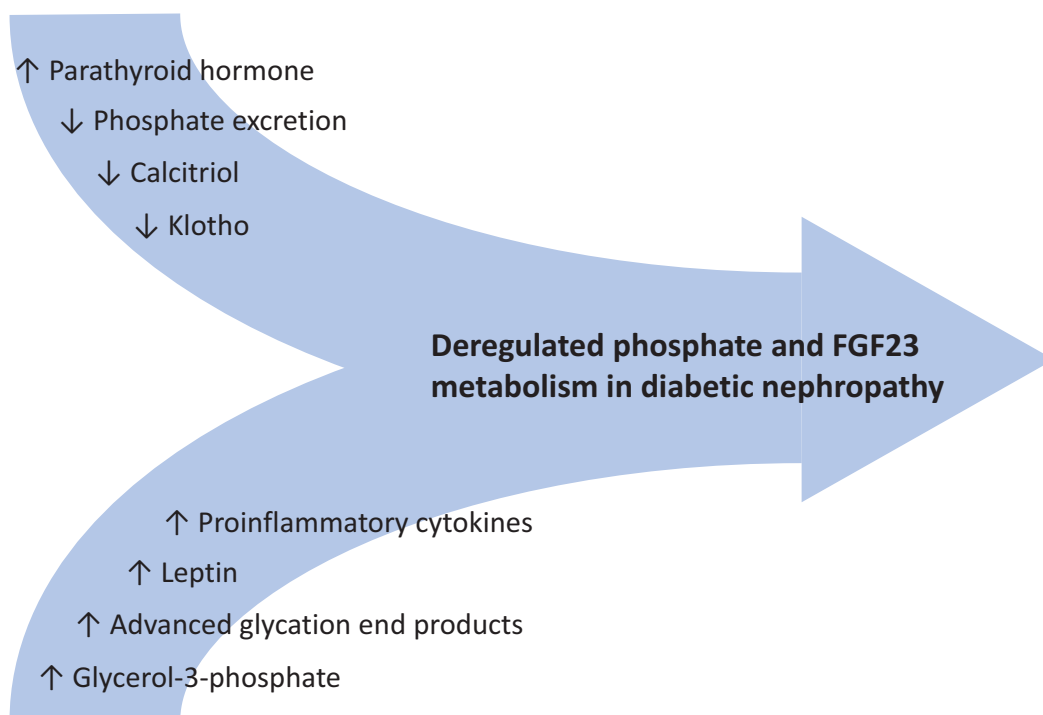 ↑ Parathyroid hormone
↓ Phosphate excretion
↓ Calcitriol
↓ Klotho
Deregulated phosphate and FGF23
metabolism in diabetic nephropathy
↑ Proinflammatory cytokines
↑ Leptin
↑ Advanced glycation end products
↑ Glycerol-3-phosphate